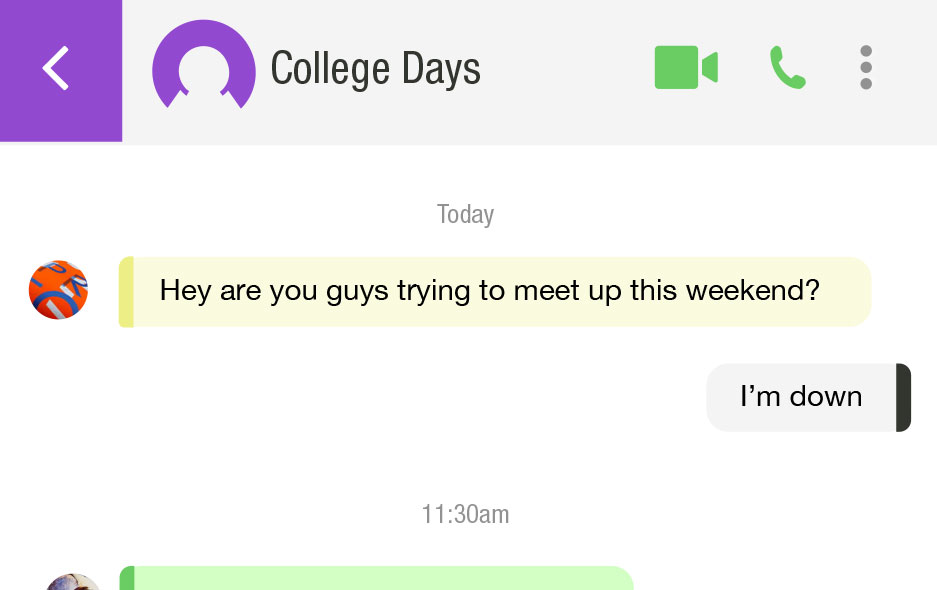 College Days
Today
Hey are you guys trying to meet up this weekend?
I’m down
11:30am